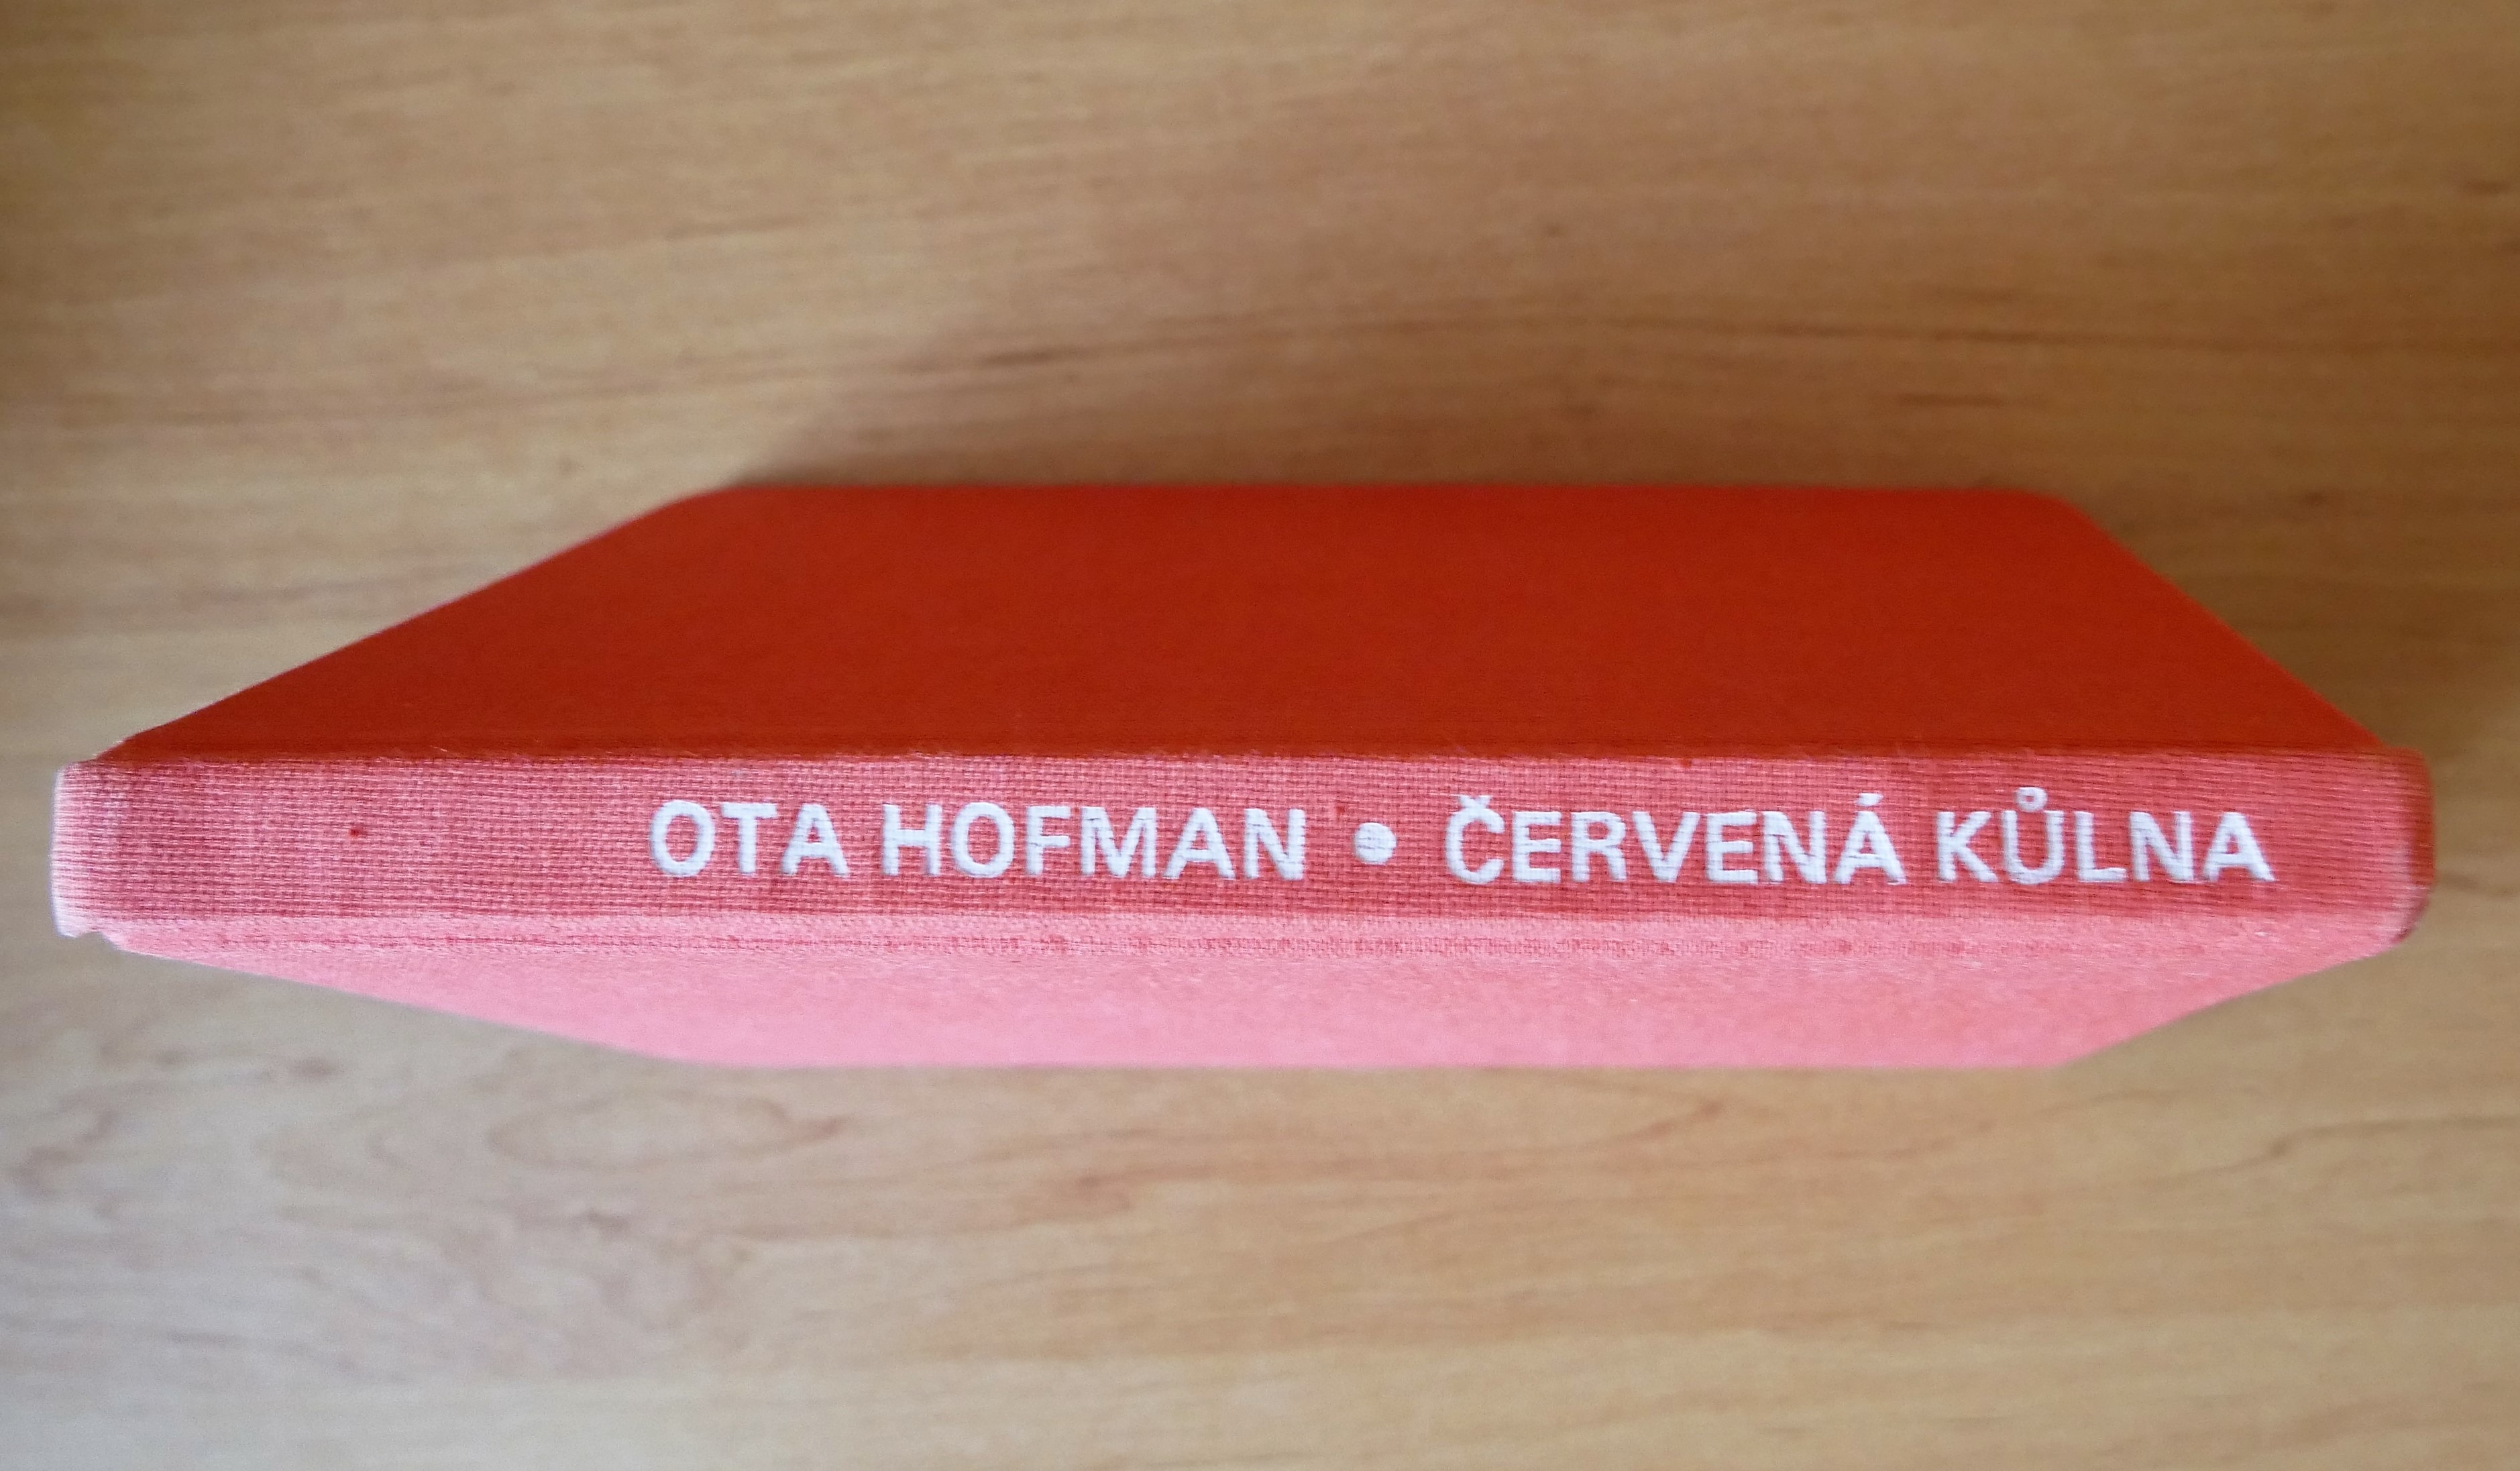 OTA HOFMAN • ČERVENÁ KŮLNA